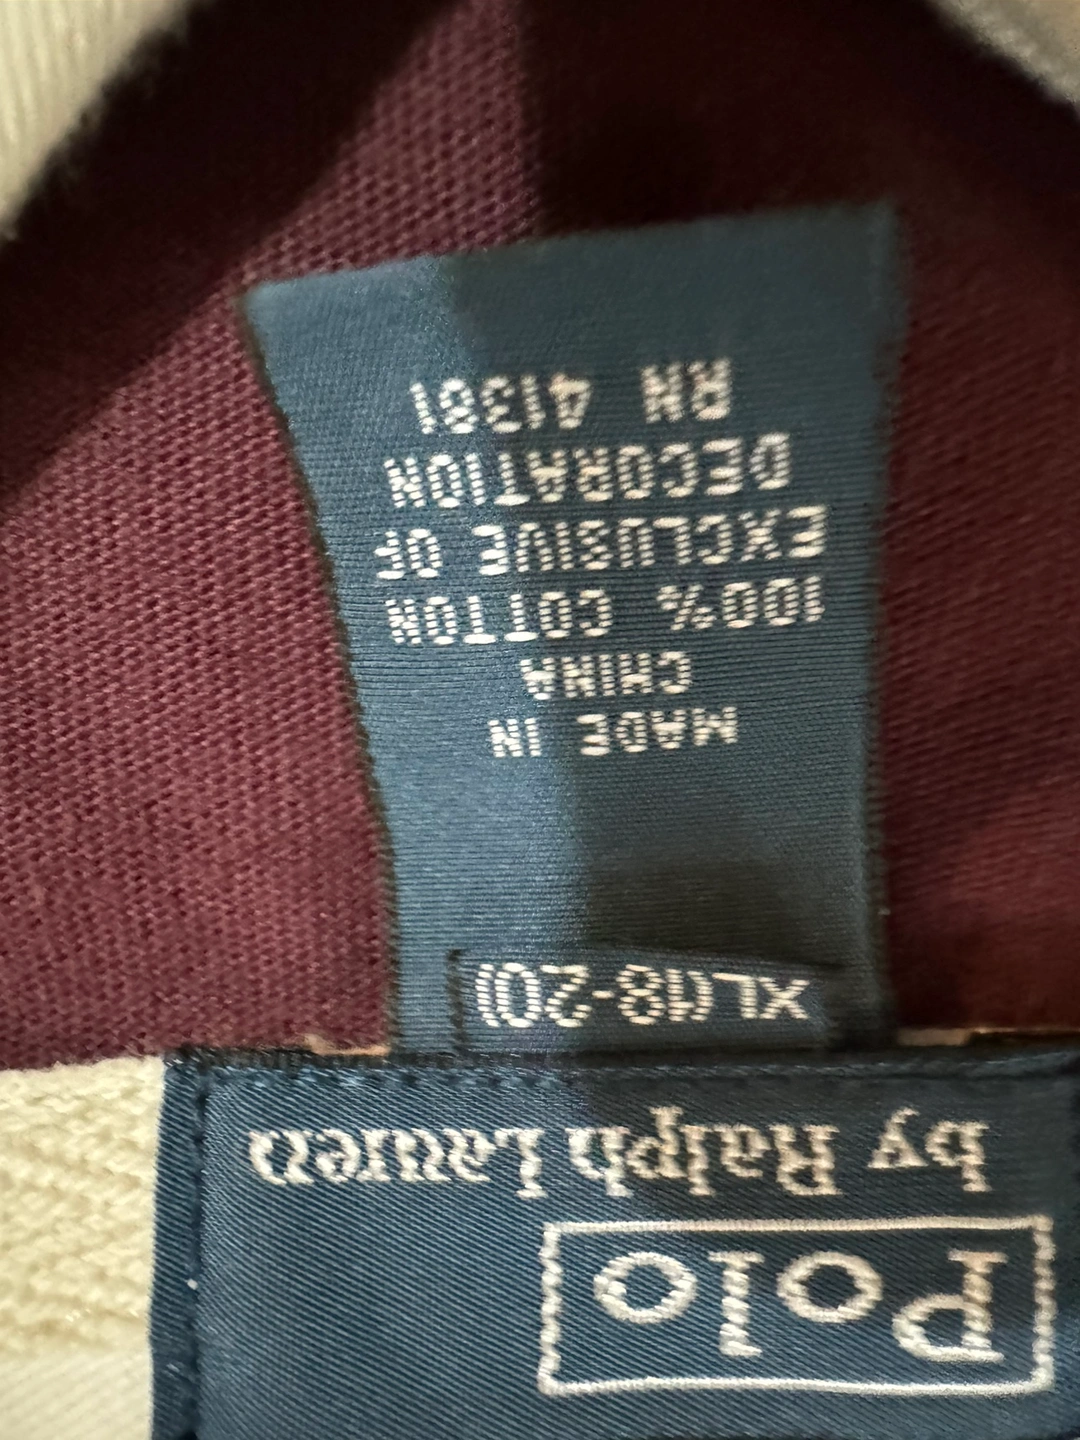 Polo
by Ralph Lauren
XL(18-20)
MADE IN
CHINA
100% COTTON
EXCLUSIVE OF
DECORATION
RN 41381